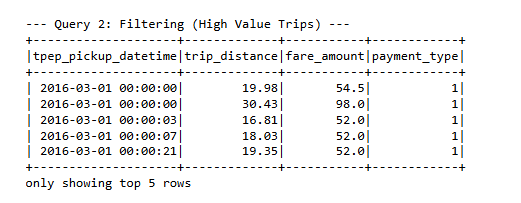 --- Query 2: Filtering (High Value Trips) ---
+--------------------+-------------+-----------+------------+
|tpep_pickup_datetime|trip_distance|fare_amount|payment_type|
+--------------------+-------------+-----------+------------+
| 2016-03-01 00:00:00|        19.98|       54.5|           1|
| 2016-03-01 00:00:00|        30.43|       98.0|           1|
| 2016-03-01 00:00:03|        16.81|       52.0|           1|
| 2016-03-01 00:00:07|        18.03|       52.0|           1|
| 2016-03-01 00:00:21|        19.35|       52.0|           1|
+--------------------+-------------+-----------+------------+
only showing top 5 rows